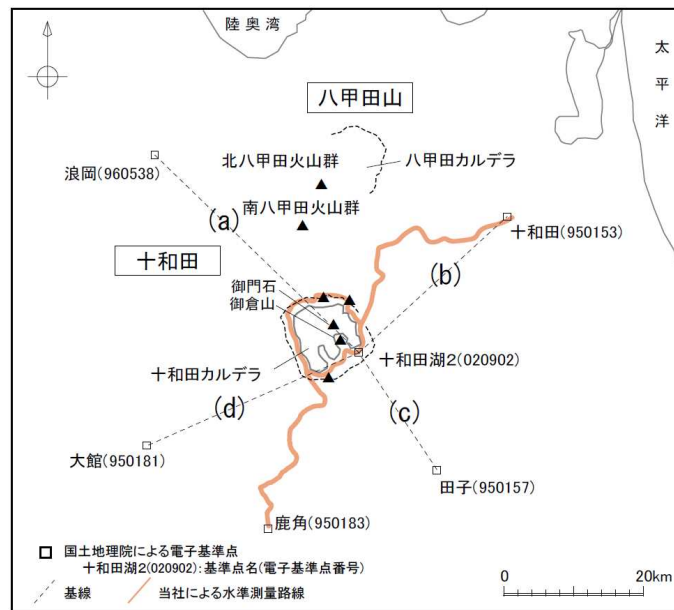 陸奥湾
太平洋
八甲田山
北八甲田火山群
八甲田カルデラ
浪岡(960538)
(a)
南八甲田火山群
十和田(950153)
十和田
(b)
御門石
御倉山
十和田湖2(020902)
十和田カルデラ
(d)
(c)
大館(950181)
田子(950157)
鹿角(950183)
国土地理院による電子基準点
十和田湖2(020902):基準点名(電子基準点番号)
基線
当社による水準測量路線
0
20km